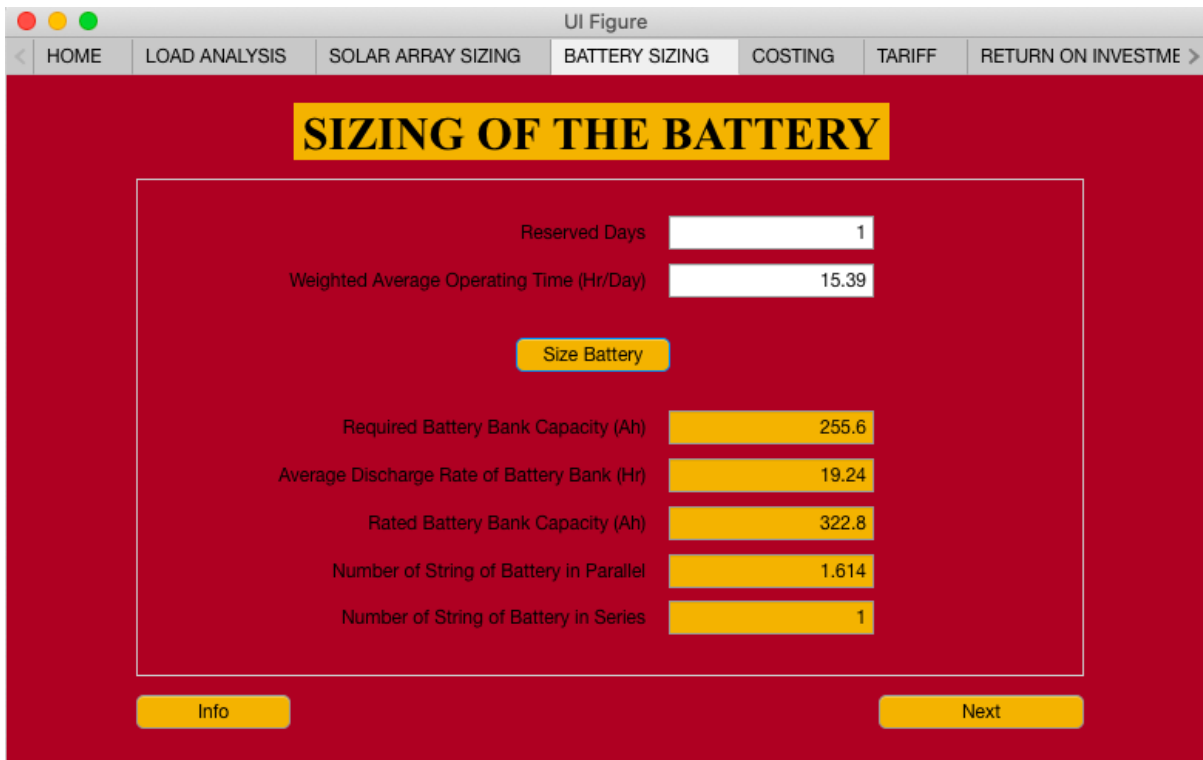 UI Figure
HOME LOAD ANALYSIS SOLAR ARRAY SIZING BATTERY SIZING COSTING TARIFF RETURN ON INVESTME
SIZING OF THE BATTERY
Reserved Days 1
Weighted Average Operating Time (Hr/Day) 15.39
Size Battery
Required Battery Bank Capacity (Ah) 255.6
Average Discharge Rate of Battery Bank (Hr) 19.24
Rated Battery Bank Capacity (Ah) 322.8
Number of String of Battery in Parallel 1.614
Number of String of Battery in Series 1
Info Next